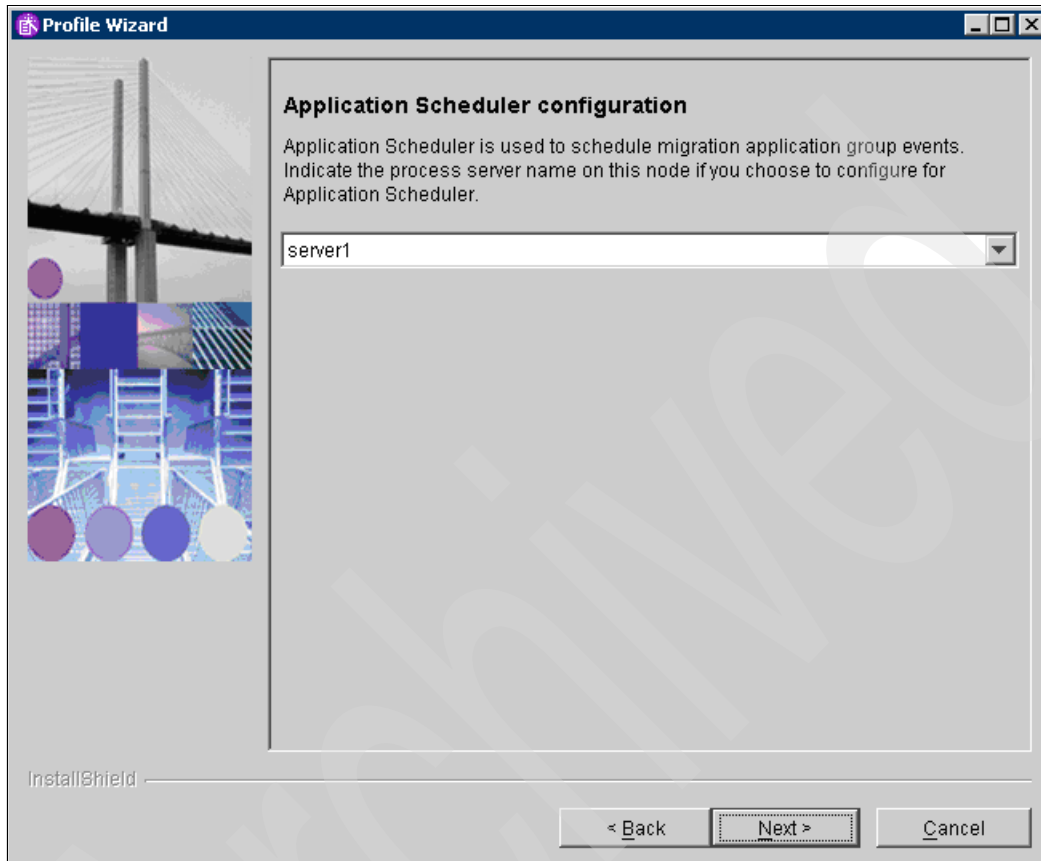 Profile Wizard
Application Scheduler configuration
Application Scheduler is used to schedule migration application group events.
Indicate the process server name on this node if you choose to configure for
Application Scheduler.
server1
InstallShield
< Back
Next >
Cancel